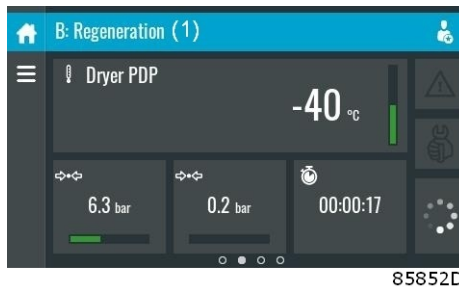 B: Regeneration (1)
Dryer PDP
-40 °C
6.3 bar
0.2 bar
00:00:17
85852D